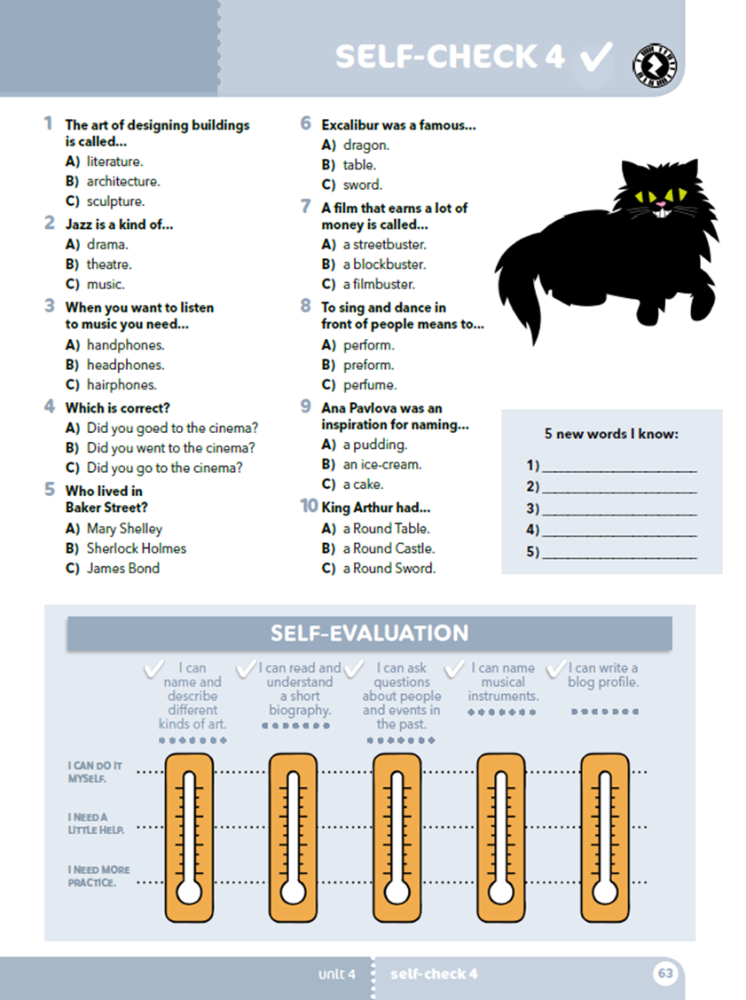 SELF-CHECK 4
1 The art of designing buildings
is called...
A) literature.
B) architecture.
C) sculpture.
2 Jazz is a kind of...
A) drama.
B) theatre.
C) music.
3 When you want to listen
to music you need...
A) handphones.
B) headphones.
C) hairphones.
4 Which is correct?
A) Did you goed to the cinema?
B) Did you went to the cinema?
C) Did you go to the cinema?
5 Who lived in
Baker Street?
A) Mary Shelley
B) Sherlock Holmes
C) James Bond
6 Excalibur was a famous...
A) dragon.
B) table.
C) sword.
7 A film that earns a lot of
money is called...
A) a streetbuster.
B) a blockbuster.
C) a filmbuster.
8 To sing and dance in
front of people means to...
A) perform.
B) preform.
C) perfume.
9 Ana Pavlova was an
inspiration for naming...
A) a pudding.
B) an ice-cream.
C) a cake.
10 King Arthur had...
A) a Round Table.
B) a Round Castle.
C) a Round Sword.
5 new words I know:
1)
2)
3)
4)
5)
SELF-EVALUATION
I can
name and
describe
different
kinds of art.
I can read and
understand
a short
biography.
I can ask
questions
about people
and events in
the past.
I can name
musical
instruments.
I can write a
blog profile.
I CAN DO IT
MYSELF.
I NEED A
LITTLE HELP.
I NEED MORE
PRACTICE.
unit 4
self-check 4
63